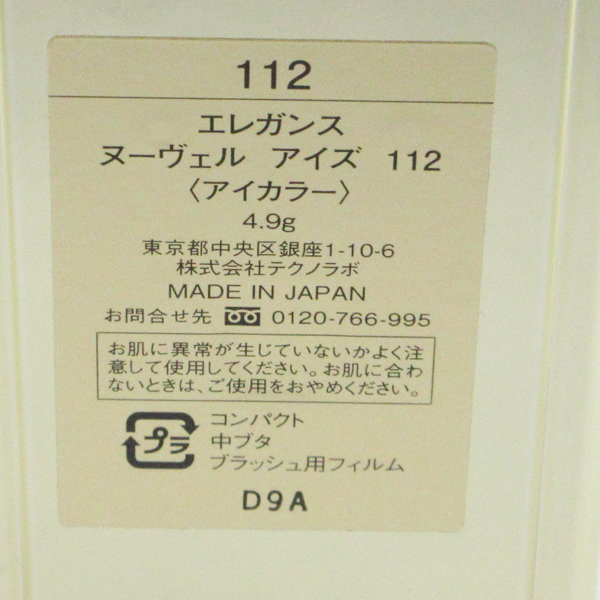 112
エレガンス
ヌーヴェル アイズ 112
〈アイカラー〉
4.9g
東京都中央区銀座1-10-6
株式会社テクノラボ
MADE IN JAPAN
お問合せ先 0120-766-995
お肌に異常が生じていないかよく注
意して使用してください。お肌に合わ
ないときは、ご使用をおやめください。
プラ
コンパクト
中ブタ
ブラッシュ用フィルム
D9A